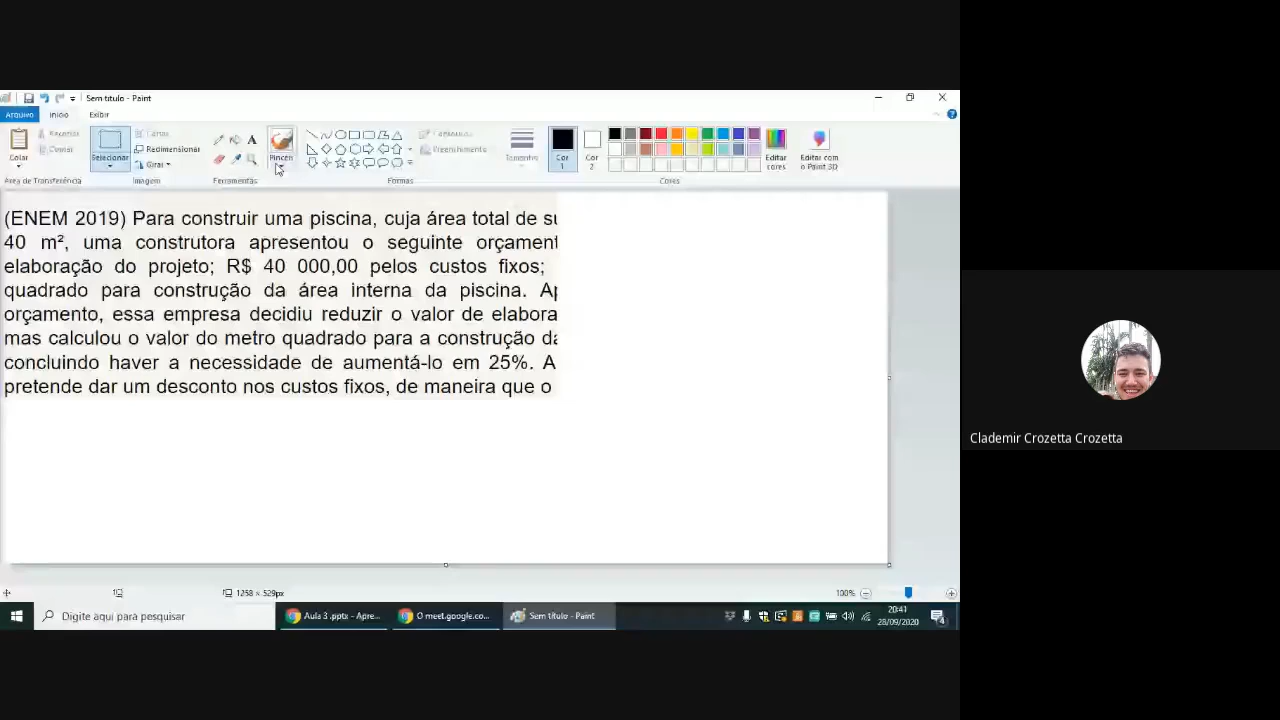 Sem título - Paint
Arquivo Início Exibir
Colar
Recortar
Copiar
Selecionar
Redimensionar
Girar
Pincéis
Preenchimento
Tamanho
Cor 1
Cor 2
Editar cores
Editar com o Paint 3D
Área de Transferência Imagem Ferramentas Formas Cores
(ENEM 2019) Para construir uma piscina, cuja área total de su
40 m², uma construtora apresentou o seguinte orçament
elaboração do projeto; R$ 40 000,00 pelos custos fixos;
quadrado para construção da área interna da piscina. Ap
orçamento, essa empresa decidiu reduzir o valor de elabora
mas calculou o valor do metro quadrado para a construção da
concluindo haver a necessidade de aumentá-lo em 25%. A
pretende dar um desconto nos custos fixos, de maneira que o
Clademir Crozetta Crozetta
1258 × 529px
100%
Digite aqui para pesquisar
Aula 3 .pptx - Apre...
O meet.google.co...
Sem título - Paint
20:41
28/09/2020
4